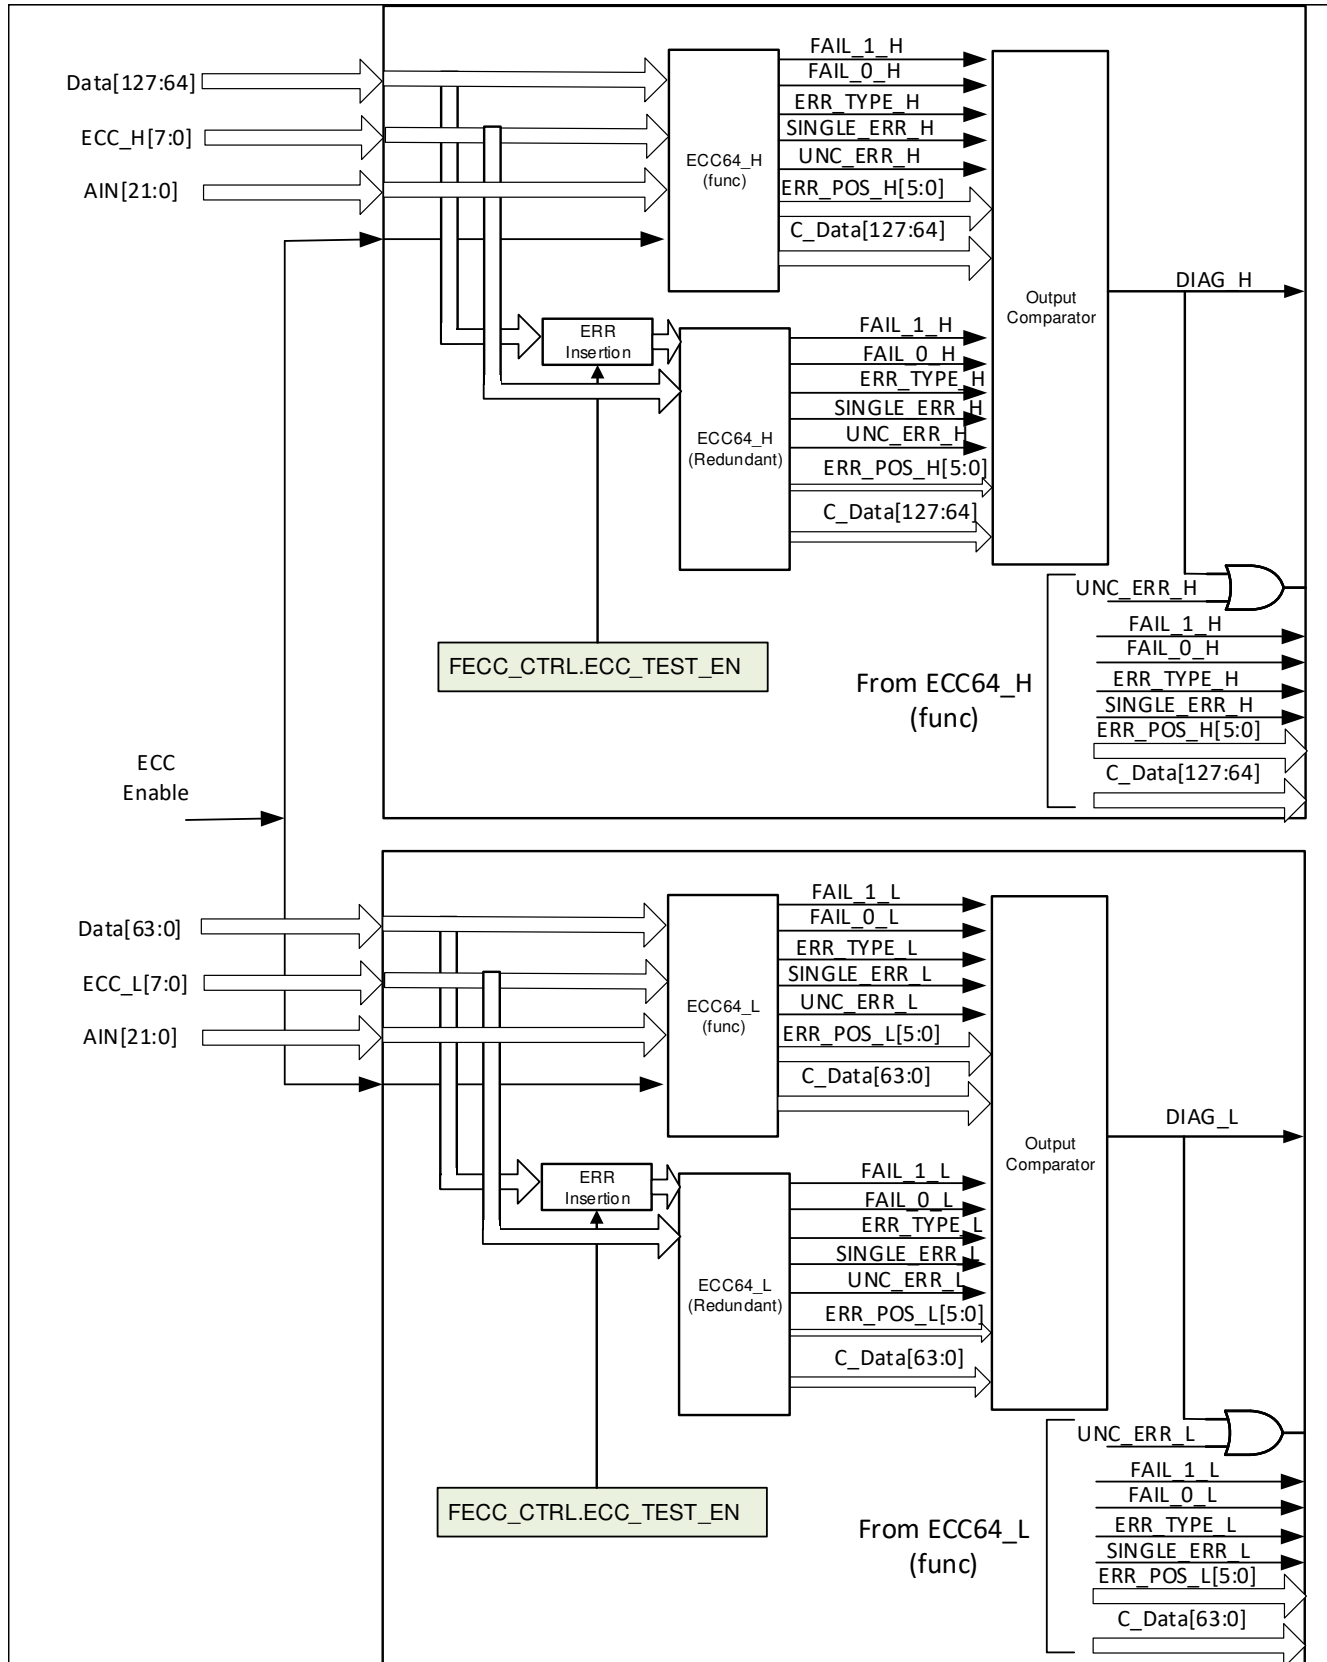 FAIL_1_H
FAIL_0_H
Data[127:64]
ERR_TYPE_H
SINGLE_ERR_H
ECC_H[7:0]
UNC_ERR_H
ECC64_H
(func)
AIN[21:0]
ERR_POS_H[5:0]
C_Data[127:64]
DIAG_H
Output
Comparator
ERR
Insertion
FAIL_1_H
FAIL_0_H
ERR_TYPE_H
SINGLE_ERR_H
UNC_ERR_H
ECC64_H
(Redundant)
ERR_POS_H[5:0]
C_Data[127:64]
UNC_ERR_H
FECC_CTRL.ECC_TEST_EN
From ECC64_H
(func)
FAIL_1_H
FAIL_0_H
ERR_TYPE_H
SINGLE_ERR_H
ERR_POS_H[5:0]
C_Data[127:64]
ECC
Enable
FAIL_1_L
FAIL_0_L
Data[63:0]
ERR_TYPE_L
SINGLE_ERR_L
ECC_L[7:0]
UNC_ERR_L
ECC64_L
(func)
AIN[21:0]
ERR_POS_L[5:0]
C_Data[63:0]
DIAG_L
Output
Comparator
ERR
Insertion
FAIL_1_L
FAIL_0_L
ERR_TYPE_L
SINGLE_ERR_L
UNC_ERR_L
ECC64_L
(Redundant)
ERR_POS_L[5:0]
C_Data[63:0]
UNC_ERR_L
FECC_CTRL.ECC_TEST_EN
From ECC64_L
(func)
FAIL_1_L
FAIL_0_L
ERR_TYPE_L
SINGLE_ERR_L
ERR_POS_L[5:0]
C_Data[63:0]